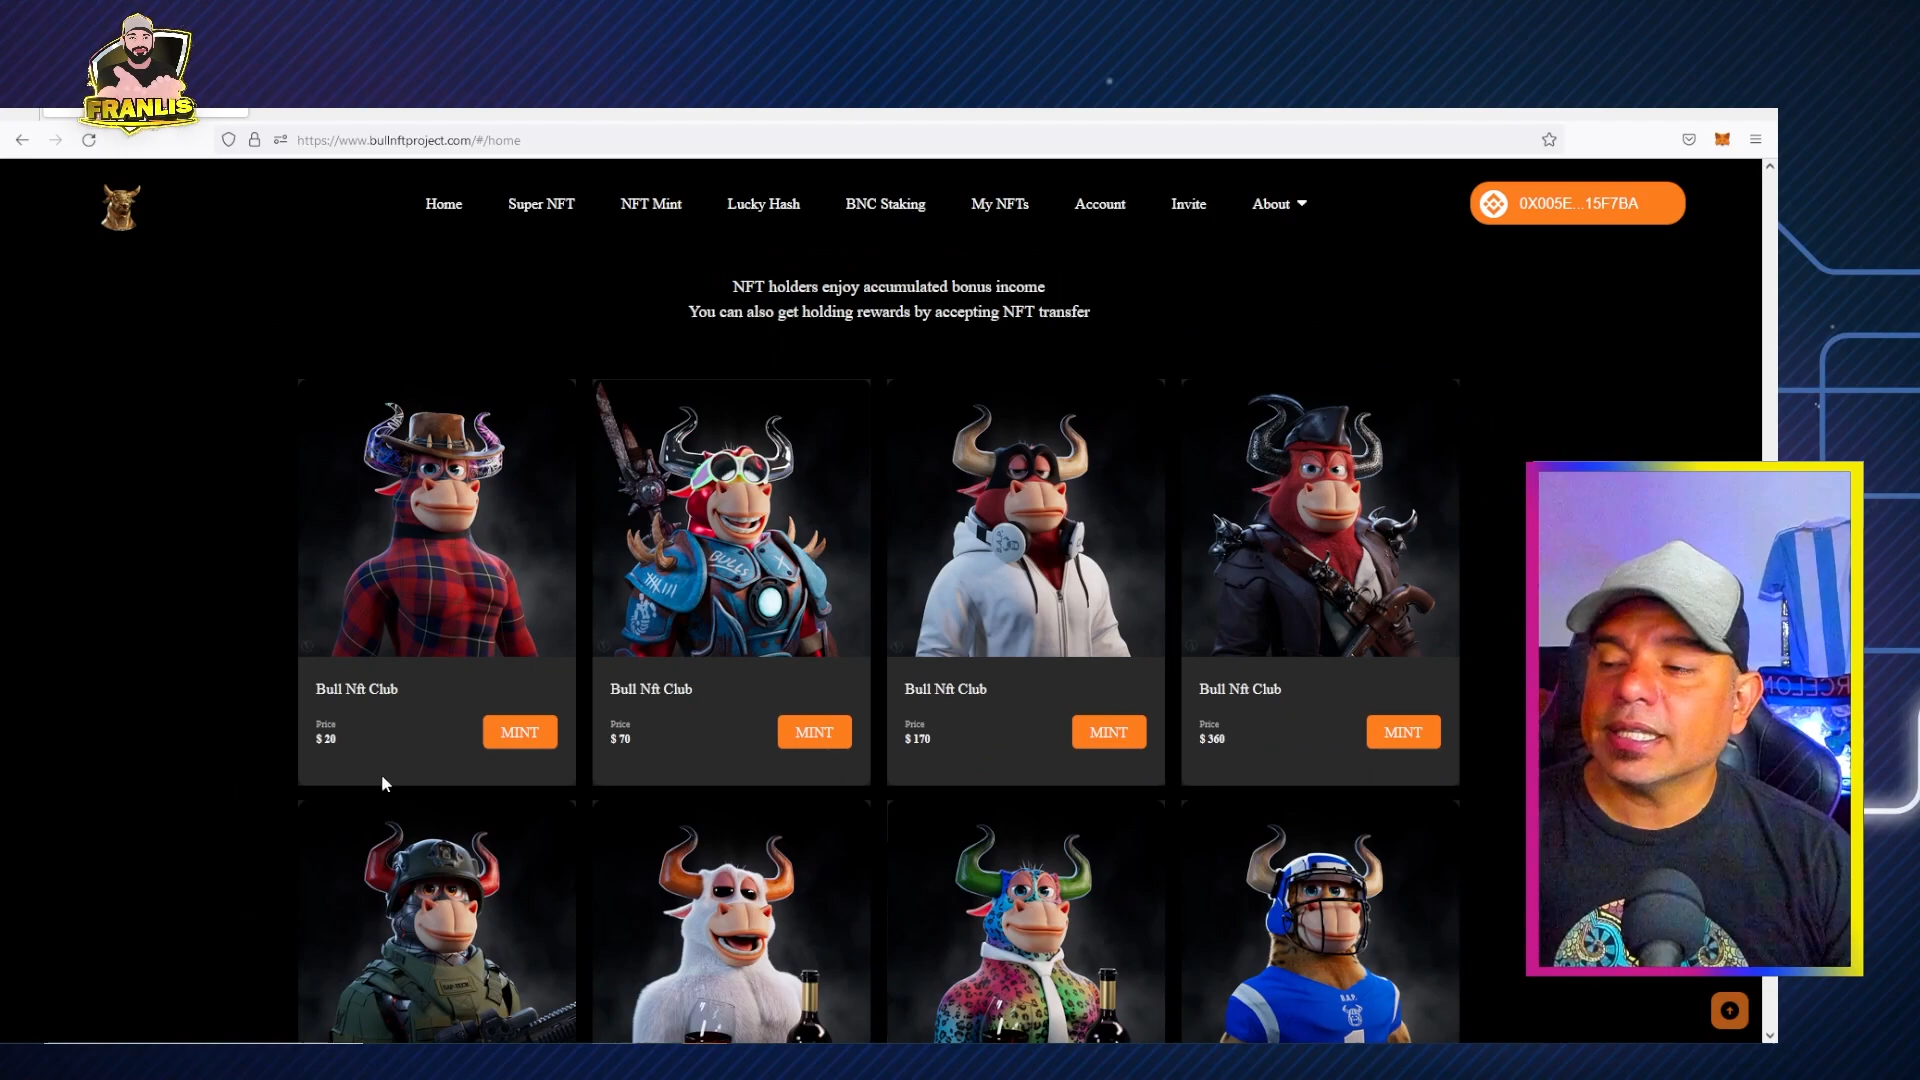 FRANLIS
https://www.bullnftproject.com/#/home
Home
Super NFT
NFT Mint
Lucky Hash
BNC Staking
My NFTs
Account
Invite
About
0X005E...15F7BA
NFT holders enjoy accumulated bonus income
You can also get holding rewards by accepting NFT transfer
BULLS
Bull Nft Club
Price
$ 20
MINT
Bull Nft Club
Price
$ 70
MINT
Bull Nft Club
Price
$ 170
MINT
Bull Nft Club
Price
$ 360
MINT
B.A.P.
1